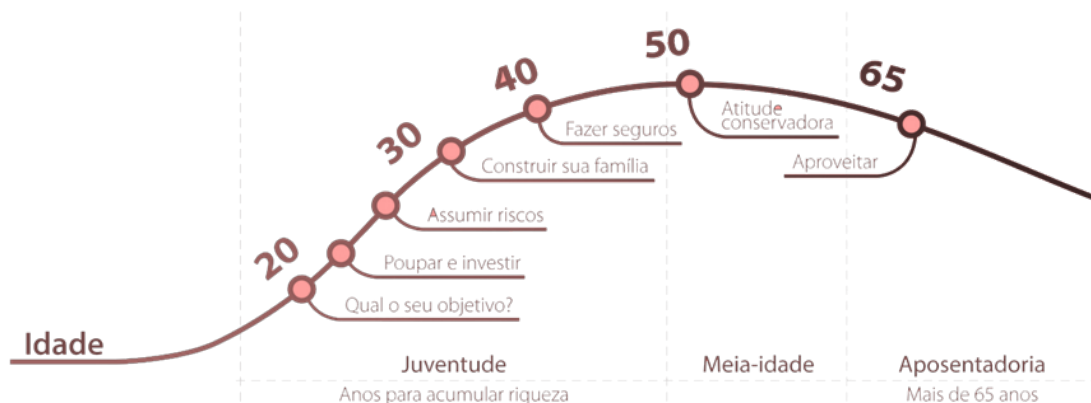 50
65
40
Atitude
conservadora
Fazer seguros
30
Aproveitar
Construir sua família
Assumir riscos
20
Poupar e investir
Qual o seu objetivo?
Idade
Juventude
Meia-idade
Aposentadoria
Anos para acumular riqueza
Mais de 65 anos